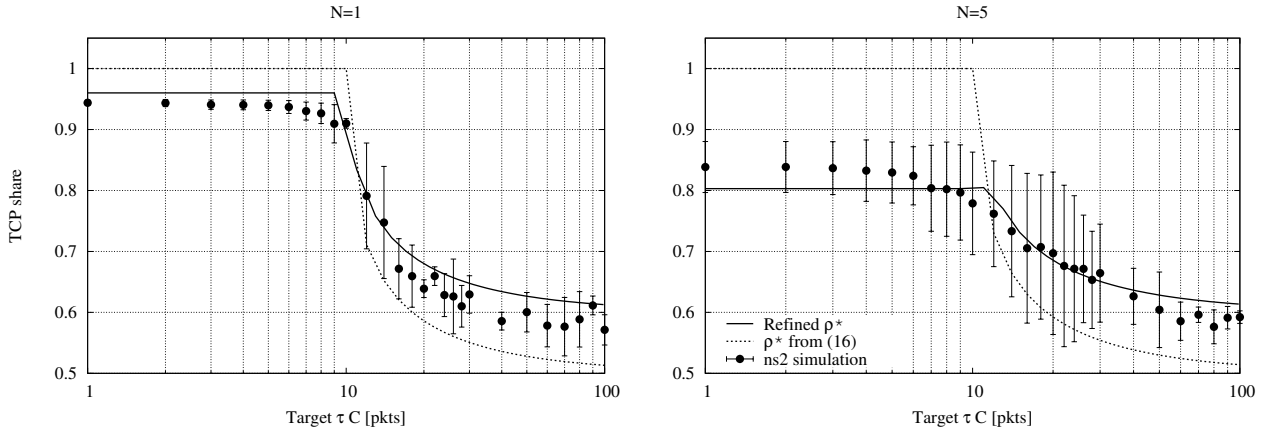 N=1
1
0.9
0.8
0.7
0.6
0.5
TCP share
1
10
100
Target τ C [pkts]
N=5
1
0.9
0.8
0.7
0.6
0.5
Refined ρ*
ρ* from (16)
ns2 simulation
1
10
100
Target τ C [pkts]